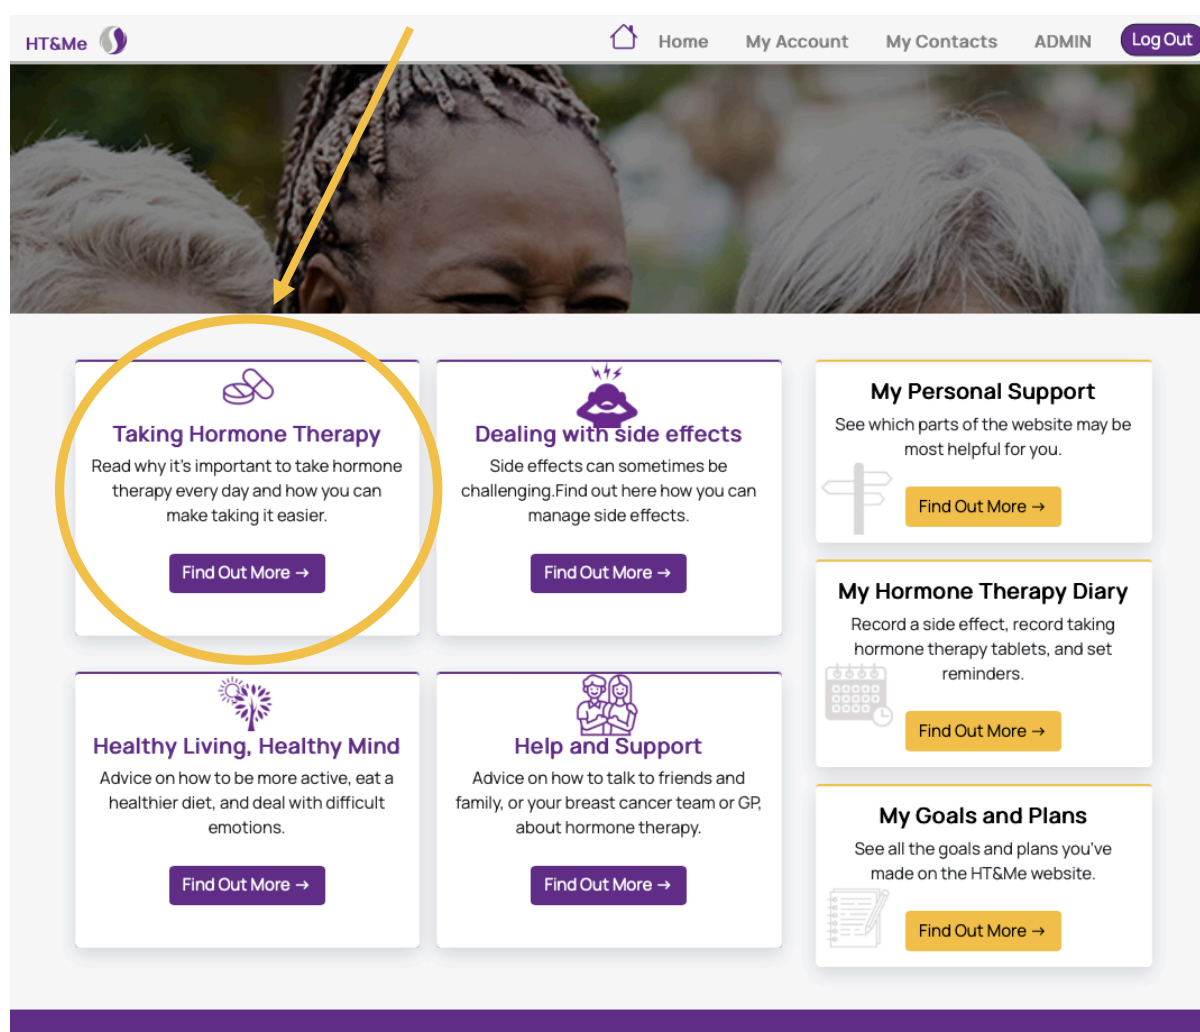 HT&Me
Home My Account My Contacts ADMIN Log Out
Taking Hormone Therapy
Read why it's important to take hormone
therapy every day and how you can
make taking it easier.
Find Out More →
Dealing with side effects
Side effects can sometimes be
challenging.Find out here how you can
manage side effects.
Find Out More →
Healthy Living, Healthy Mind
Advice on how to be more active, eat a
healthier diet, and deal with difficult
emotions.
Find Out More →
Help and Support
Advice on how to talk to friends and
family, or your breast cancer team or GP,
about hormone therapy.
Find Out More →
My Personal Support
See which parts of the website may be
most helpful for you.
Find Out More →
My Hormone Therapy Diary
Record a side effect, record taking
hormone therapy tablets, and set
reminders.
Find Out More →
My Goals and Plans
See all the goals and plans you've
made on the HT&Me website.
Find Out More →